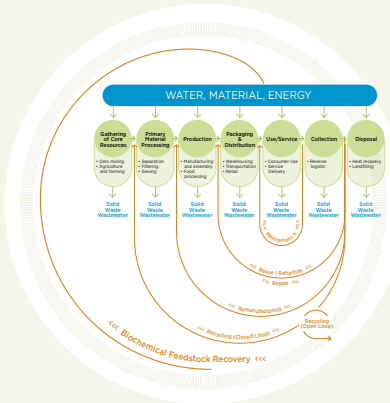 WATER, MATERIAL, ENERGY
Gathering
of Core
Resources
• Ores mining
• Agriculture
and farming
Solid
Waste
Wastewater
Primary
Material
Processing
• Separation
• Filtering
• Sieving
Solid
Waste
Wastewater
Production
• Manufacturing
and assembly
• Food
processing
Solid
Waste
Wastewater
Packaging
&
Distribution
• Warehousing
• Transportation
• Retail
Solid
Waste
Wastewater
Use/Service
• Consumer Use
• Service
Delivery
Solid
Waste
Wastewater
Collection
• Reverse
logistic
Solid
Waste
Wastewater
Disposal
• Heat recovery
• Landfilling
Solid
Waste
Wastewater
<<< Maintenance <<<
<<< Reuse | Refurbish <<<
<<< Repair <<<
<<< Remanufacturing <<<
<<< Recycling (Closed Loop) <<<
Recycling
(Open Loop)
<<< Biochemical Feedstock Recovery <<<